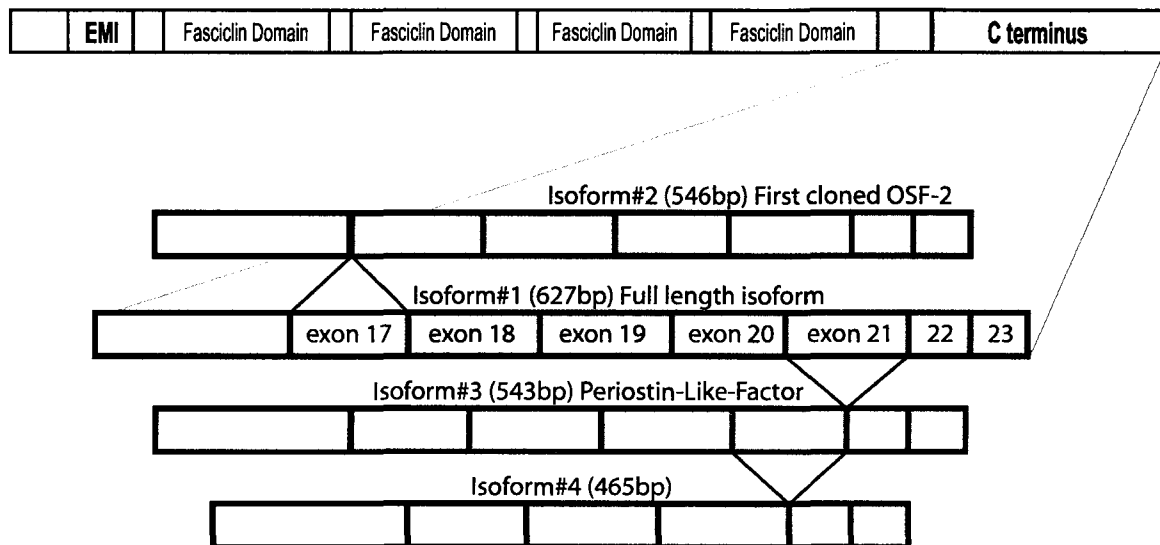 EMI Fasciclin Domain Fasciclin Domain Fasciclin Domain Fasciclin Domain C terminus
Isoform#2 (546bp) First cloned OSF-2
Isoform#1 (627bp) Full length isoform
exon 17 exon 18 exon 19 exon 20 exon 21 22 23
Isoform#3 (543bp) Periostin-Like-Factor
Isoform#4 (465bp)